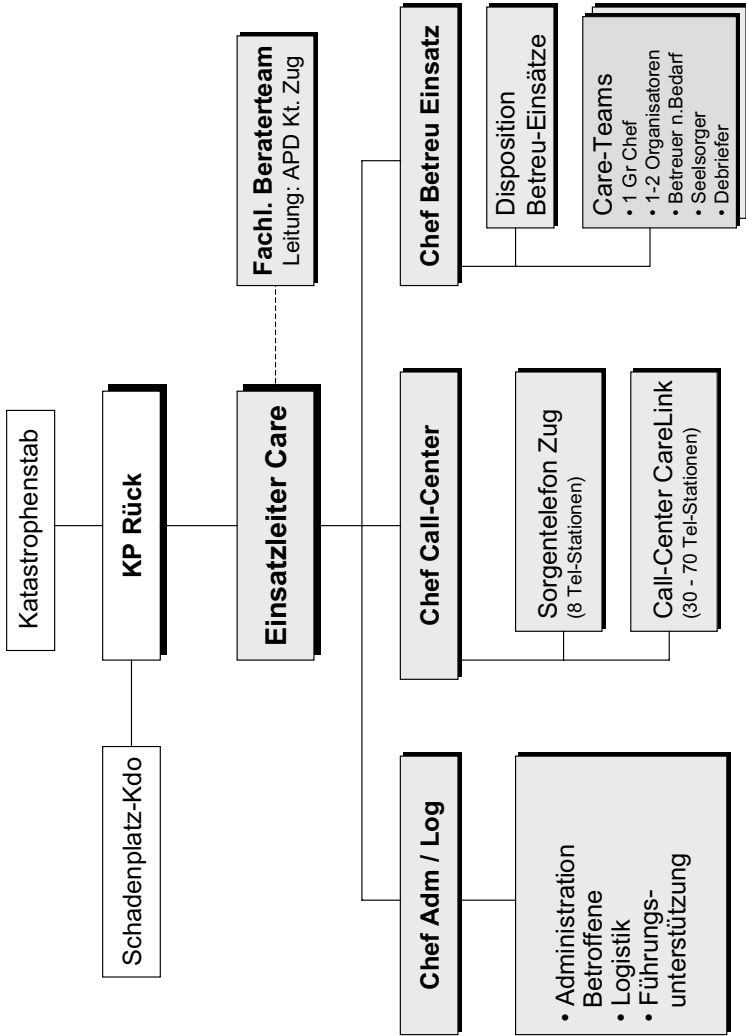 Katastrophenstab
Schadenplatz-Kdo
KP Rück
Einsatzleiter Care
Fachl. Beraterteam
Leitung: APD Kt. Zug
Chef Adm / Log
• Administration
Betroffene
• Logistik
• Führungs-
unterstützung
Chef Call-Center
Sorgentelefon Zug
(8 Tel-Stationen)
Call-Center CareLink
(30 - 70 Tel-Stationen)
Chef Betreu Einsatz
Disposition
Betreu-Einsätze
Care-Teams
• 1 Gr Chef
• 1-2 Organisatoren
• Betreuer n.Bedarf
• Seelsorger
• Debriefer